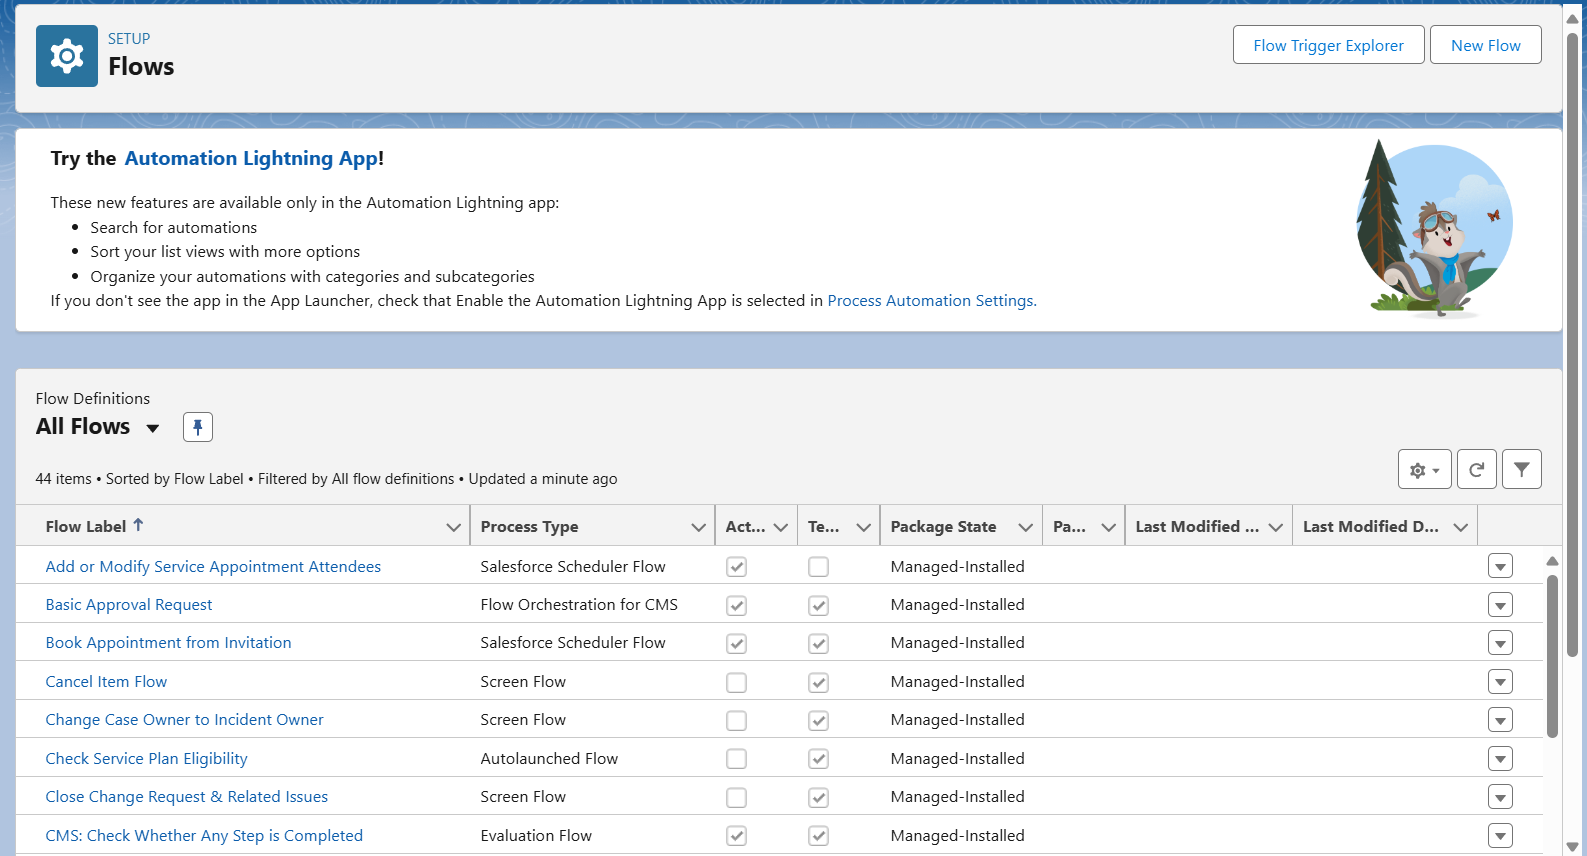 SETUP
Flows
Flow Trigger Explorer
New Flow
Try the Automation Lightning App!
These new features are available only in the Automation Lightning app:
• Search for automations
• Sort your list views with more options
• Organize your automations with categories and subcategories
If you don't see the app in the App Launcher, check that Enable the Automation Lightning App is selected in Process Automation Settings.
Flow Definitions
All Flows
44 items • Sorted by Flow Label • Filtered by All flow definitions • Updated a minute ago
Flow Label ↑ Process Type Act... Te... Package State Pa... Last Modified ... Last Modified D...
Add or Modify Service Appointment Attendees Salesforce Scheduler Flow Managed-Installed
Basic Approval Request Flow Orchestration for CMS Managed-Installed
Book Appointment from Invitation Salesforce Scheduler Flow Managed-Installed
Cancel Item Flow Screen Flow Managed-Installed
Change Case Owner to Incident Owner Screen Flow Managed-Installed
Check Service Plan Eligibility Autolaunched Flow Managed-Installed
Close Change Request & Related Issues Screen Flow Managed-Installed
CMS: Check Whether Any Step is Completed Evaluation Flow Managed-Installed